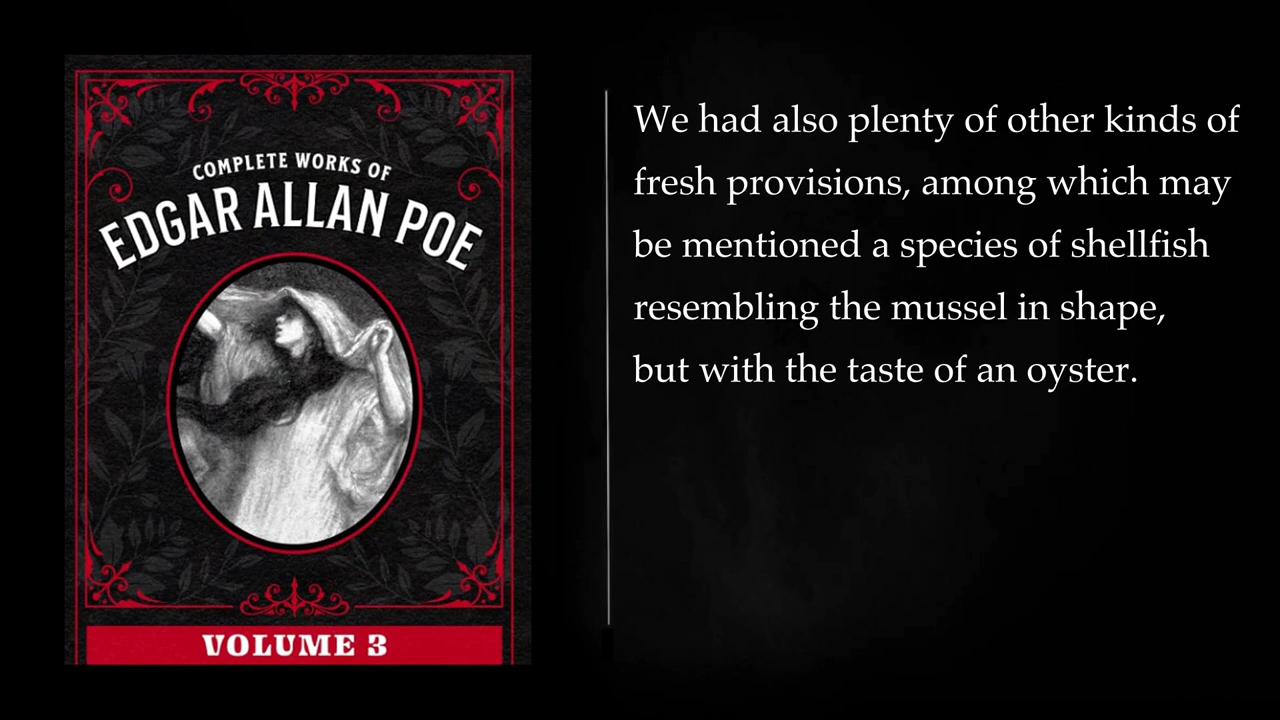 COMPLETE WORKS OF
EDGAR ALLAN POE
VOLUME 3
We had also plenty of other kinds of
fresh provisions, among which may
be mentioned a species of shellfish
resembling the mussel in shape,
but with the taste of an oyster.